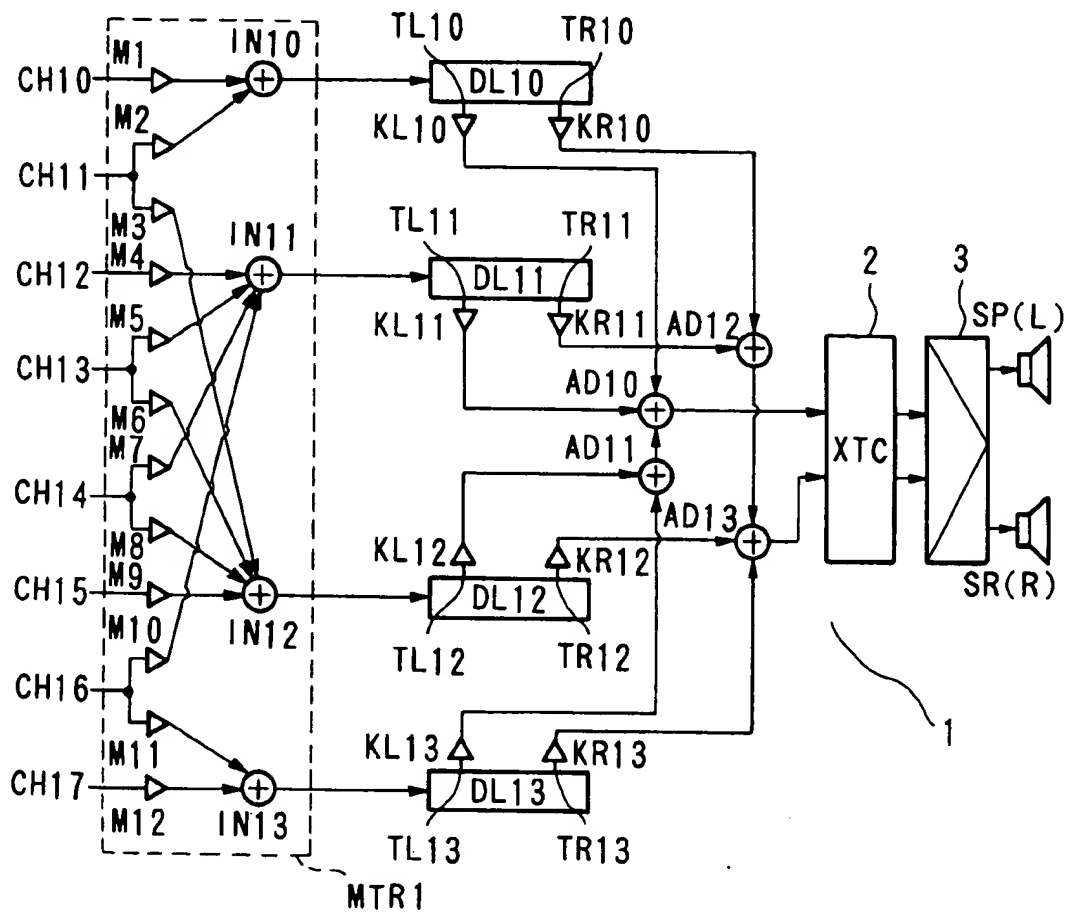 TL10
TR10
M1
IN10
CH10
DL10
M2
KL10
KR10
CH11
TL11
TR11
M3
IN11
M4
CH12
DL11
2
3
SP(L)
M5
KL11
KR11
AD12
CH13
AD10
M6
M7
AD11
XTC
CH14
AD13
M8
KL12
KR12
M9
SR(R)
CH15
DL12
M10
IN12
TL12
TR12
CH16
1
M11
KL13
KR13
CH17
DL13
M12
IN13
TL13
TR13
MTR1